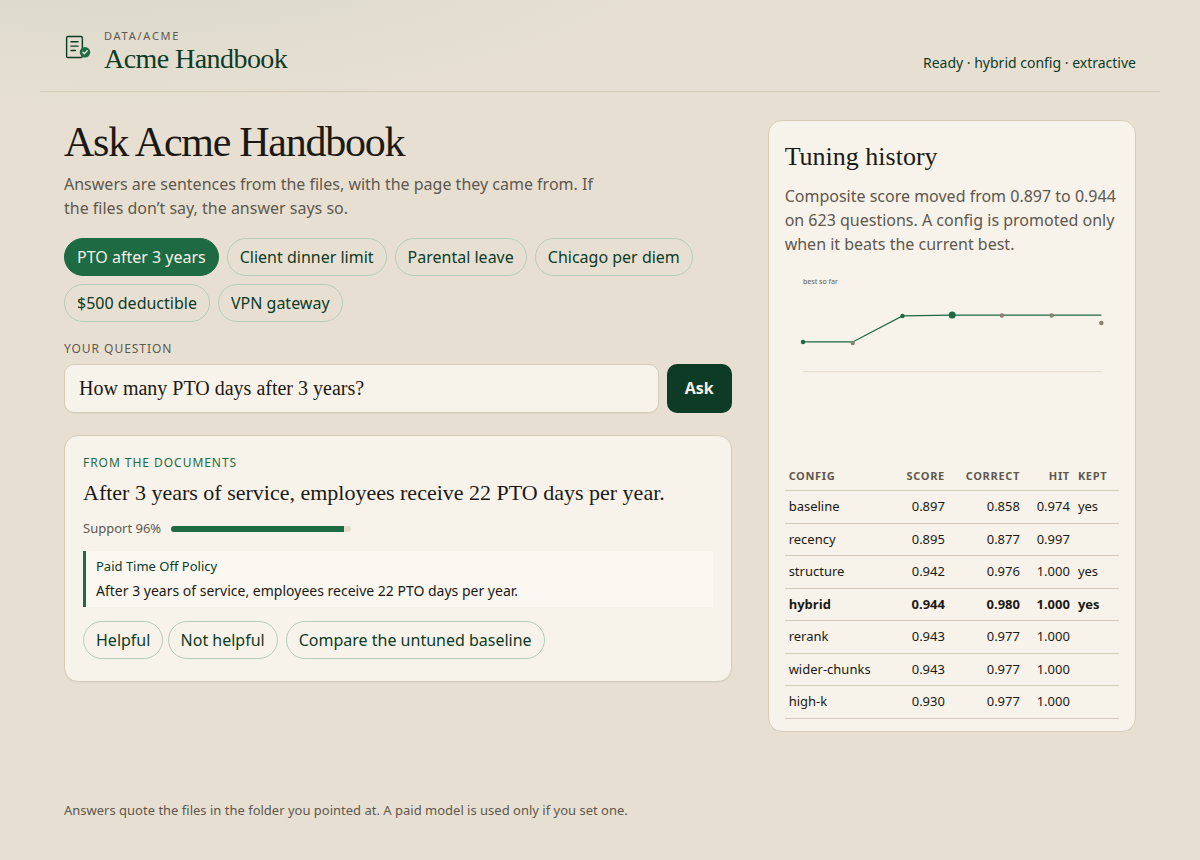 DATA/ACME
Acme Handbook
Ready · hybrid config · extractive
Ask Acme Handbook
Answers are sentences from the files, with the page they came from. If
the files don’t say, the answer says so.
PTO after 3 years
Client dinner limit
Parental leave
Chicago per diem
$500 deductible
VPN gateway
YOUR QUESTION
How many PTO days after 3 years?
Ask
FROM THE DOCUMENTS
After 3 years of service, employees receive 22 PTO days per year.
Support 96%
Paid Time Off Policy
After 3 years of service, employees receive 22 PTO days per year.
Helpful
Not helpful
Compare the untuned baseline
Tuning history
Composite score moved from 0.897 to 0.944
on 623 questions. A config is promoted only
when it beats the current best.
best so far
CONFIG SCORE CORRECT HIT KEPT
baseline 0.897 0.858 0.974 yes
recency 0.895 0.877 0.997
structure 0.942 0.976 1.000 yes
hybrid 0.944 0.980 1.000 yes
rerank 0.943 0.977 1.000
wider-chunks 0.943 0.977 1.000
high-k 0.930 0.977 1.000
Answers quote the files in the folder you pointed at. A paid model is used only if you set one.